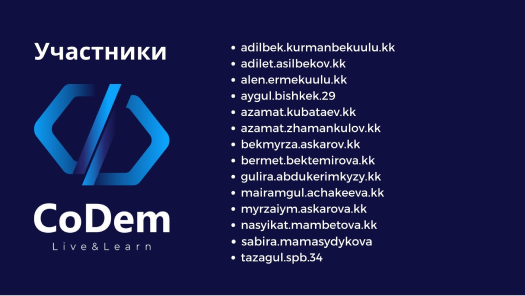 Участники
CoDem
Live&Learn
adilbek.kurmanbekuulu.kk
adilet.asilbekov.kk
alen.ermekuulu.kk
aygul.bishkek.29
azamat.kubataev.kk
azamat.zhamankulov.kk
bekmyrza.askarov.kk
bermet.bektemirova.kk
gulira.abdukerimkyzy.kk
mairamgul.achakeeva.kk
myrzaiym.askarova.kk
nasyikat.mambetova.kk
sabira.mamasydykova
tazagul.spb.34